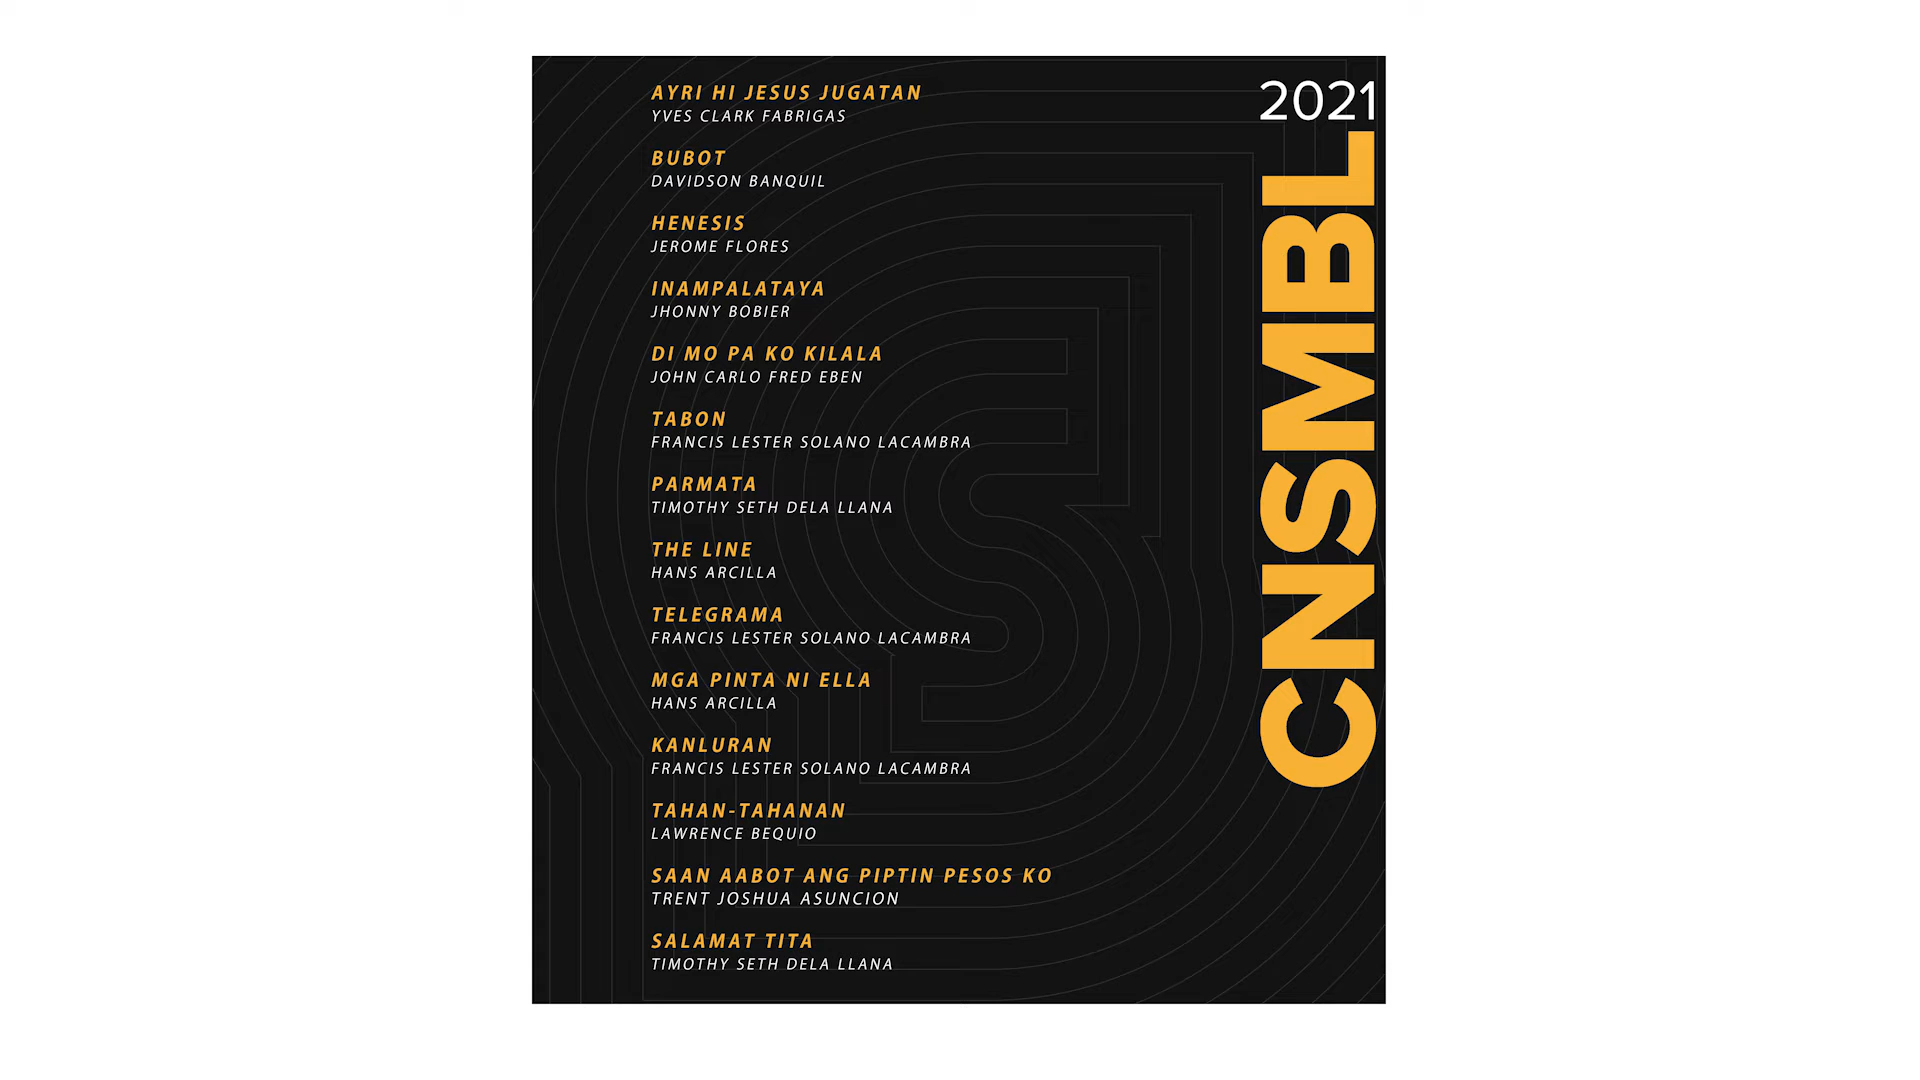 AYRI HI JESUS JUGATAN
YVES CLARK FABRIGAS
BUBOT
DAVIDSON BANQUIL
HENESIS
JEROME FLORES
INAMPALATAYA
JHONNY BOBIER
DI MO PA KO KILALA
JOHN CARLO FRED EBEN
TABON
FRANCIS LESTER SOLANO LACAMBRA
PARMATA
TIMOTHY SETH DELA LLANA
THE LINE
HANS ARCILLA
TELEGRAMA
FRANCIS LESTER SOLANO LACAMBRA
MGA PINTA NI ELLA
HANS ARCILLA
KANLURAN
FRANCIS LESTER SOLANO LACAMBRA
TAHAN-TAHANAN
LAWRENCE BEQUIO
SAAN AABOT ANG PIPTIN PESOS KO
TRENT JOSHUA ASUNCION
SALAMAT TITA
TIMOTHY SETH DELA LLANA
2021
CNSMBL